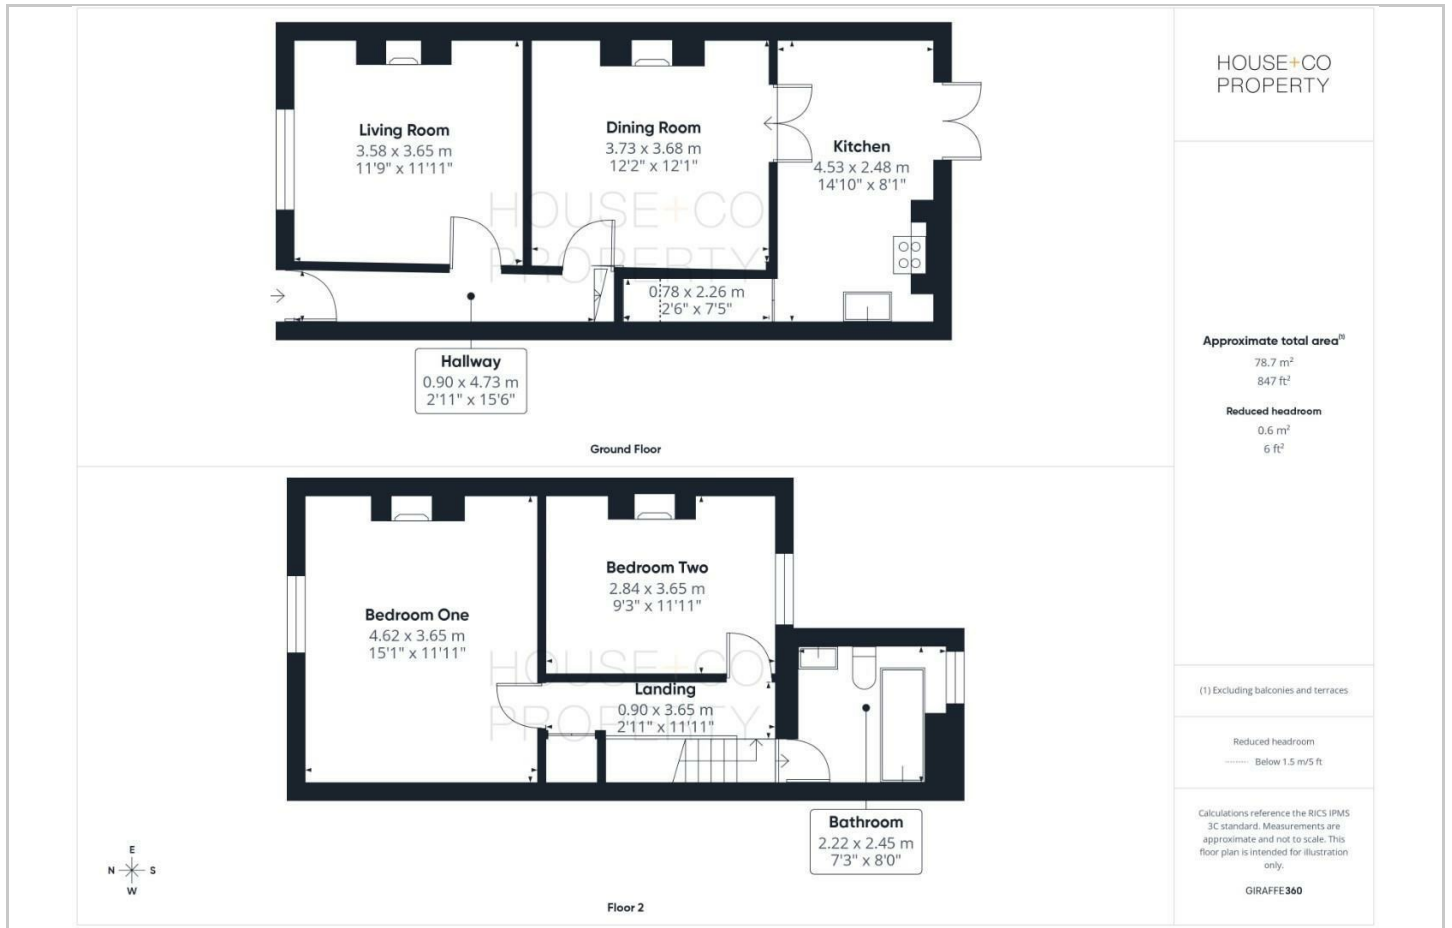 HOUSE+CO
PROPERTY
Living Room
3.58 x 3.65 m
11'9" x 11'11"
Dining Room
3.73 x 3.68 m
12'2" x 12'1"
Kitchen
4.53 x 2.48 m
14'10" x 8'1"
HOUSE+CO
PROPERTY
0.78 x 2.26 m
2'6" x 7'5"
Hallway
0.90 x 4.73 m
2'11" x 15'6"
Ground Floor
Approximate total area(1)
78.7 m²
847 ft²
Reduced headroom
0.6 m²
6 ft²
Bedroom One
4.62 x 3.65 m
15'1" x 11'11"
Bedroom Two
2.84 x 3.65 m
9'3" x 11'11"
HOUSE+CO
PROPERTY
Landing
0.90 x 3.65 m
2'11" x 11'11"
Bathroom
2.22 x 2.45 m
7'3" x 8'0"
E
N S
W
Floor 2
(1) Excluding balconies and terraces
Reduced headroom
Below 1.5 m/5 ft
Calculations reference the RICS IPMS
3C standard. Measurements are
approximate and not to scale. This
floor plan is intended for illustration
only.
GIRAFFE360